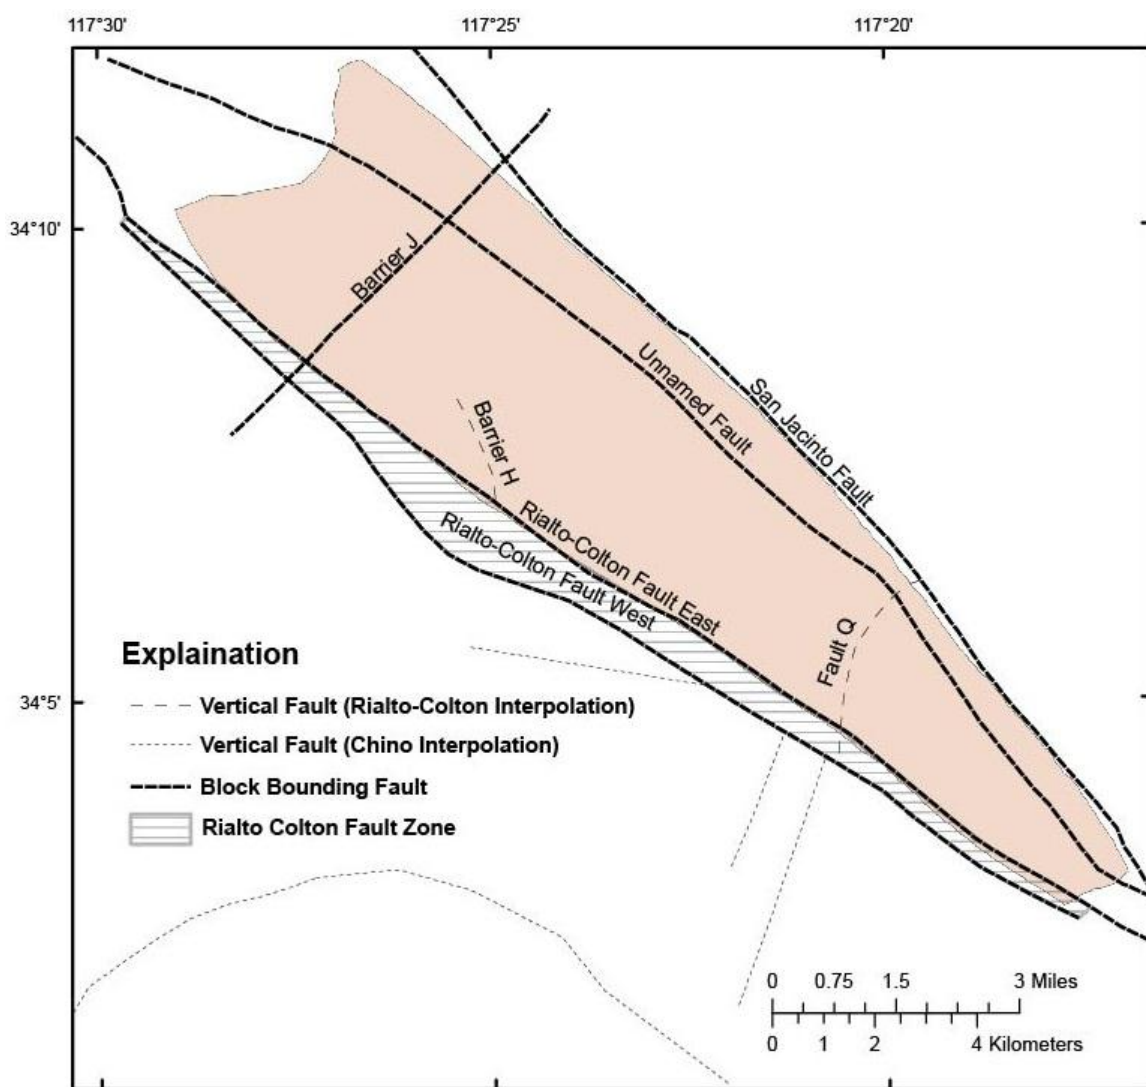 117°30' 117°25' 117°20'
34°10'
Barrier J
Unnamed Fault
San Jacinto Fault
Barrier H
Rialto-Colton Fault East
Rialto-Colton Fault West
Fault Q
34°5'
Explaination
Vertical Fault (Rialto-Colton Interpolation)
Vertical Fault (Chino Interpolation)
Block Bounding Fault
Rialto Colton Fault Zone
0 0.75 1.5 3 Miles
0 1 2 4 Kilometers